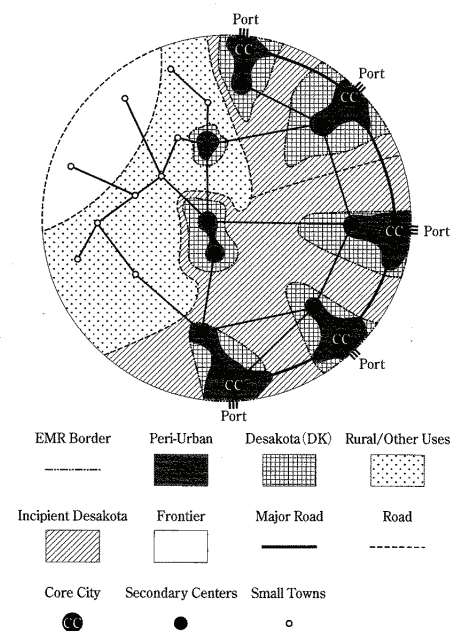 Port
CC
Port
CC
CC
Port
CC
Port
CC
Port
EMR Border Peri-Urban Desakota(DK) Rural/Other Uses
Incipient Desakota Frontier Major Road Road
Core City Secondary Centers Small Towns
CC